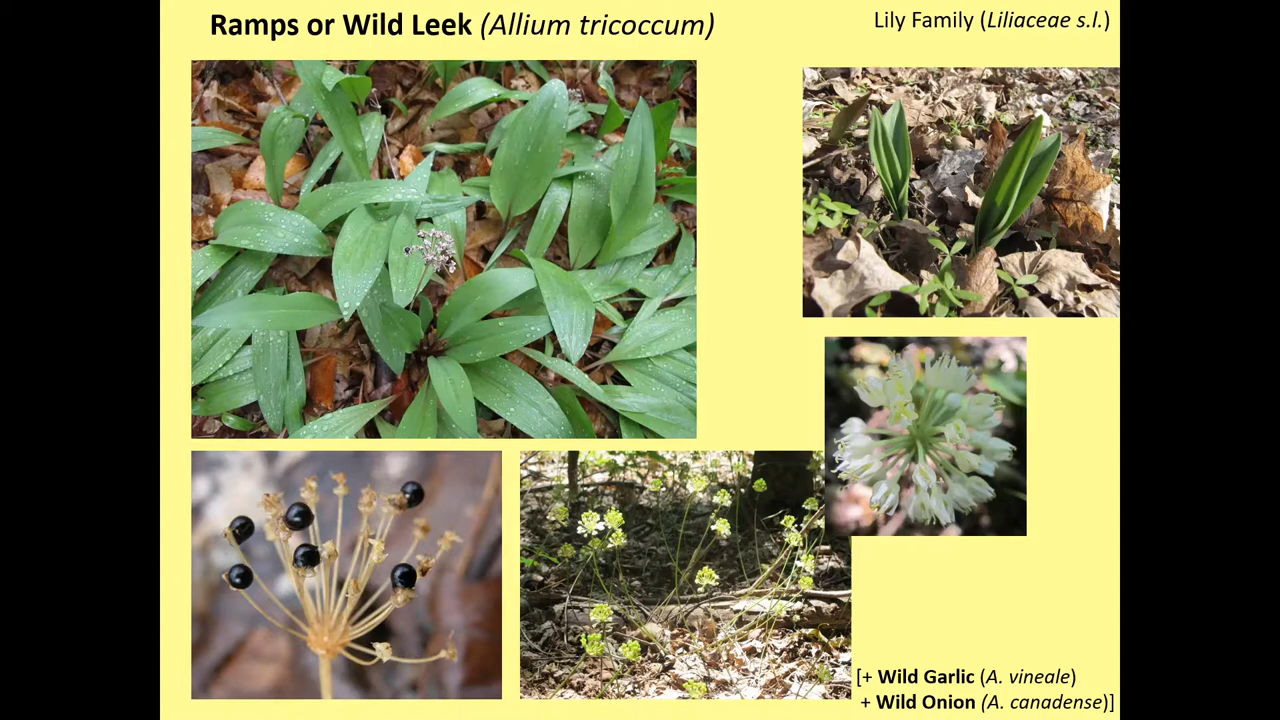 Ramps or Wild Leek (Allium tricoccum)
Lily Family (Liliaceae s.l.)
[+ Wild Garlic (A. vineale)
+ Wild Onion (A. canadense)]